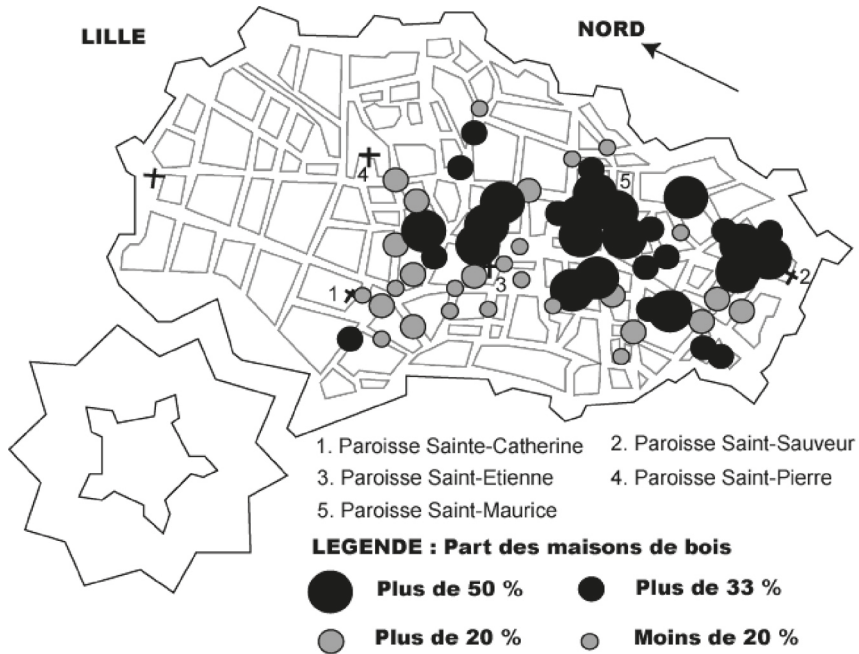 LILLE
NORD
4
5
1
3
2
1. Paroisse Sainte-Catherine
2. Paroisse Saint-Sauveur
3. Paroisse Saint-Etienne
4. Paroisse Saint-Pierre
5. Paroisse Saint-Maurice
LEGENDE : Part des maisons de bois
Plus de 50 %
Plus de 33 %
Plus de 20 %
Moins de 20 %